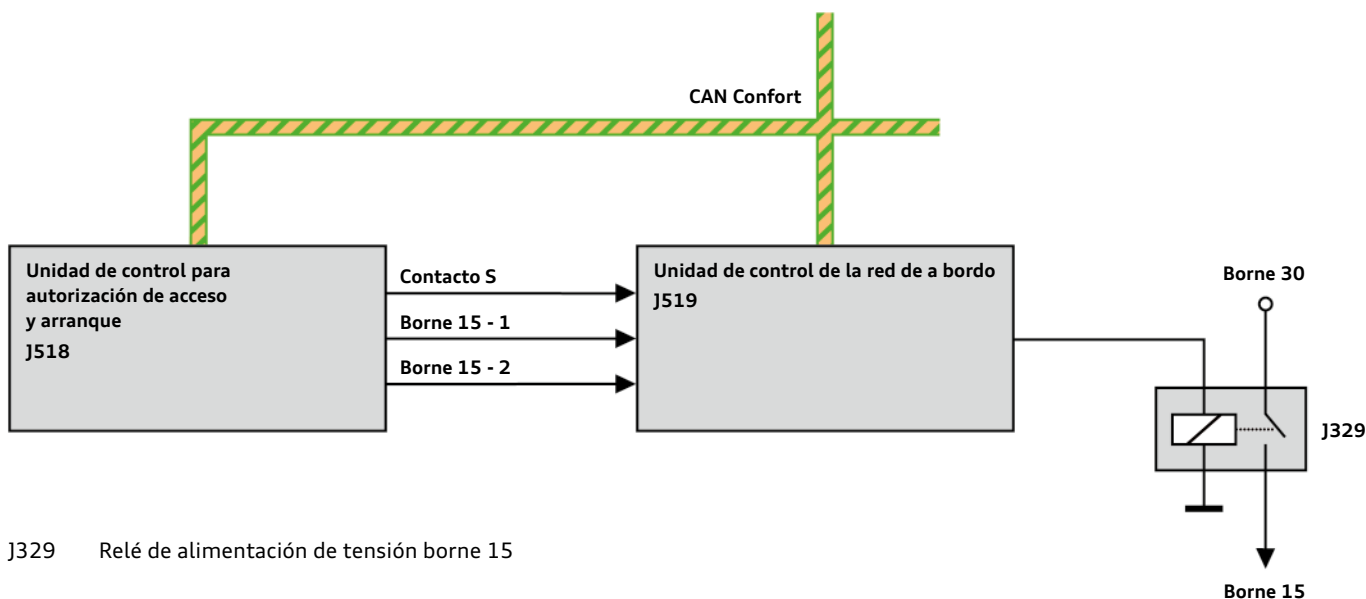 CAN Confort
Unidad de control para
autorización de acceso
y arranque
J518
Contacto S
Borne 15 - 1
Borne 15 - 2
Unidad de control de la red de a bordo
J519
Borne 30
J329
Borne 15
J329 Relé de alimentación de tensión borne 15